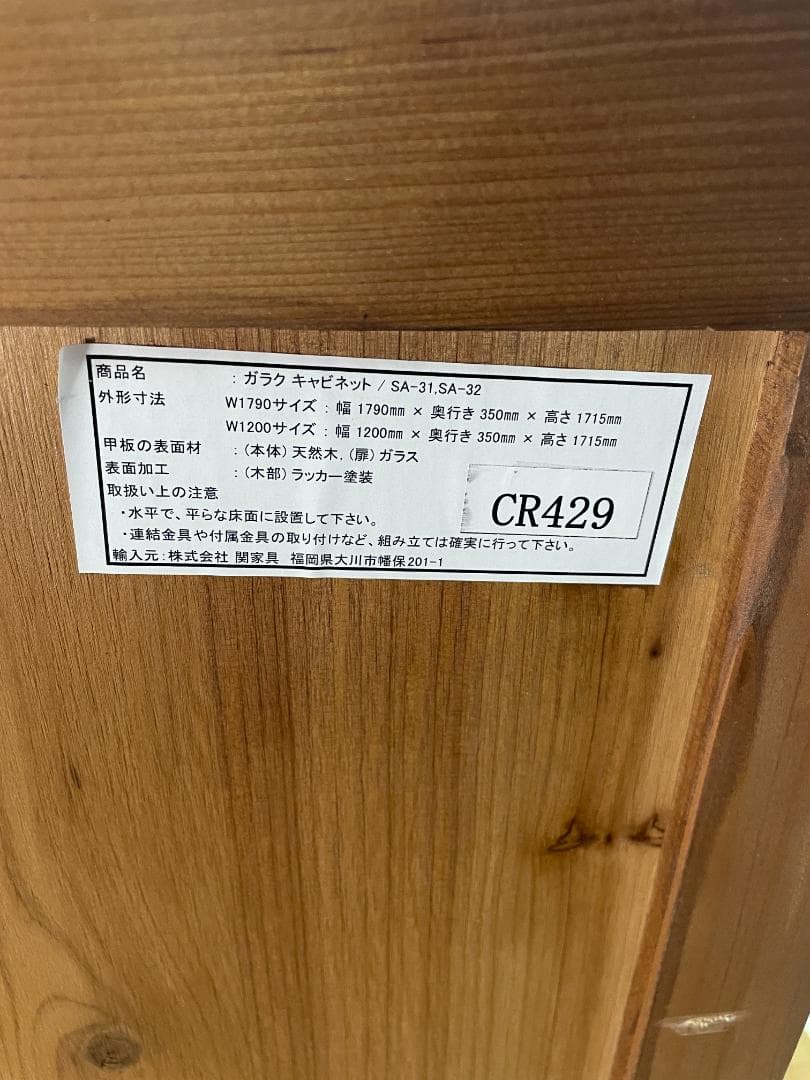 商品名 : ガラク キャビネット / SA-31,SA-32
外形寸法 W1790サイズ : 幅 1790㎜ × 奥行き 350㎜ × 高さ 1715㎜
W1200サイズ : 幅 1200㎜ × 奥行き 350㎜ × 高さ 1715㎜
甲板の表面材 : (本体) 天然木, (扉) ガラス
表面加工 : (木部) ラッカー塗装
取扱い上の注意
・水平で、平らな床面に設置して下さい。
・連結金具や付属金具の取り付けなど、組み立ては確実に行って下さい。
輸入元 : 株式会社 関家具 福岡県大川市幡保201-1
CR429